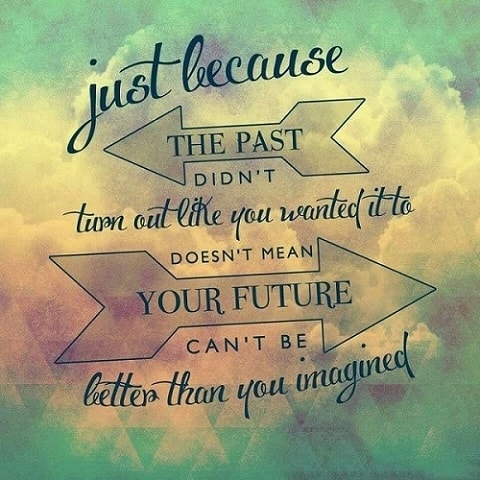 just because
THE PAST
DIDN'T
turn out like you wanted it to
DOESN'T MEAN
YOUR FUTURE
CAN'T BE
better than you imagined